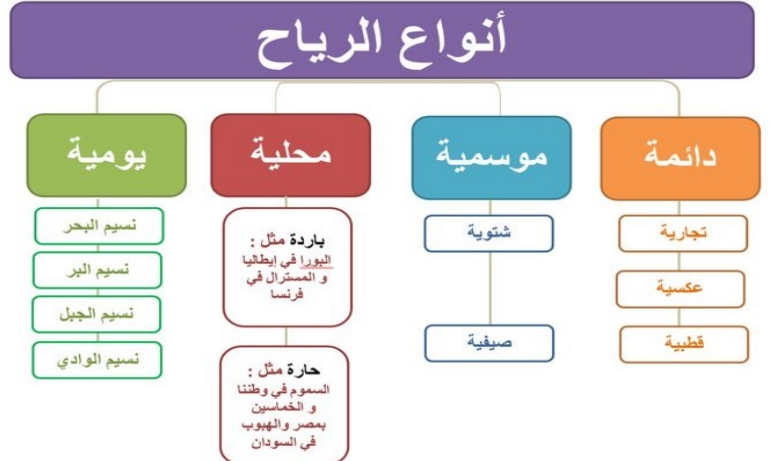 أنواع الرياح
دائمة
تجارية
عكسية
قطبية
موسمية
شتوية
صيفية
محلية
باردة مثل :
البورا في إيطاليا
و المسترال في
فرنسا
حارة مثل :
السموم في وطننا
و الخماسين
بمصر والهبوب
في السودان
يومية
نسيم البحر
نسيم البر
نسيم الجبل
نسيم الوادي